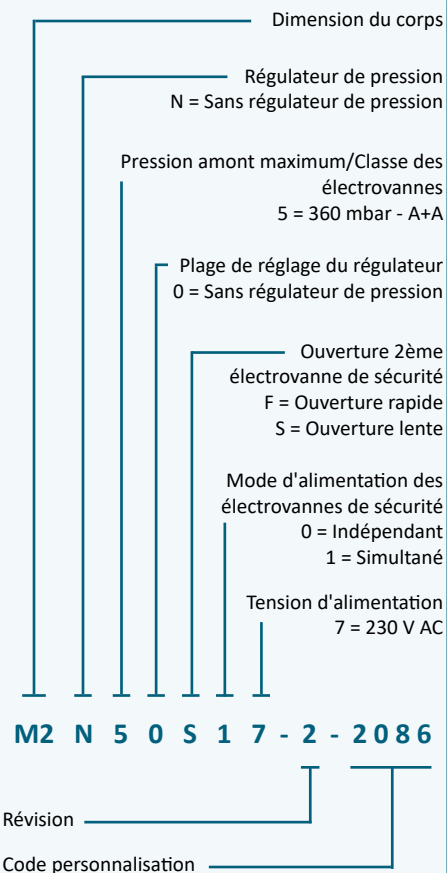 Dimension du corps
Régulateur de pression
N = Sans régulateur de pression
Pression amont maximum/Classe des
électrovannes
5 = 360 mbar - A+A
Plage de réglage du régulateur
0 = Sans régulateur de pression
Ouverture 2ème
électrovanne de sécurité
F = Ouverture rapide
S = Ouverture lente
Mode d'alimentation des
électrovannes de sécurité
0 = Indépendant
1 = Simultané
Tension d'alimentation
7 = 230 V AC
M2 N 5 0 S 1 7 - 2 - 2086
Révision
Code personnalisation